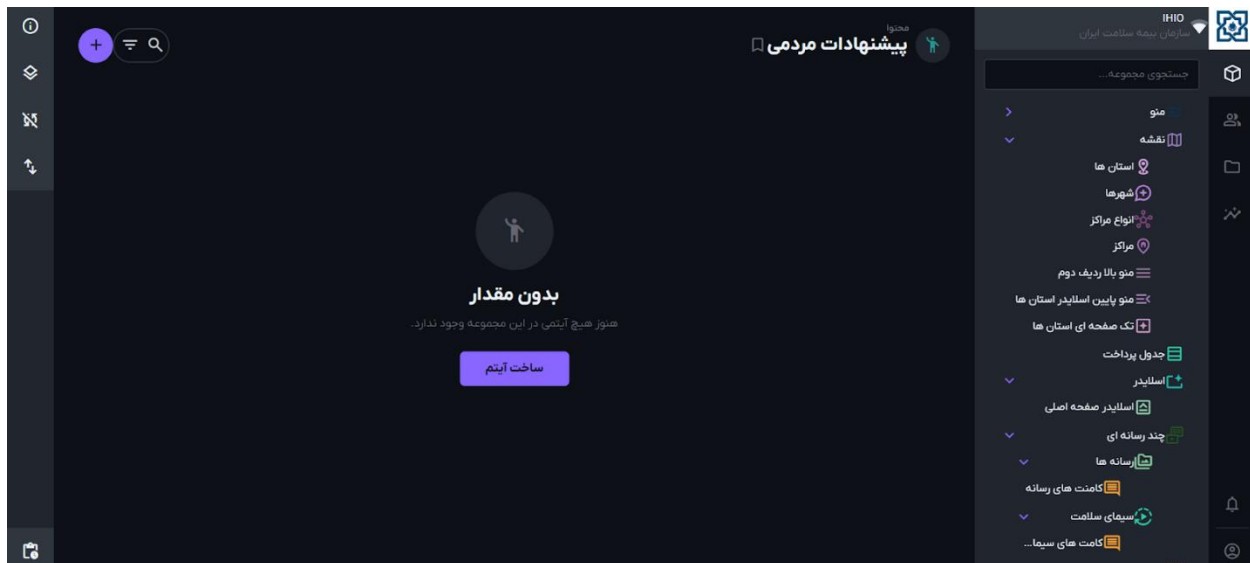 IHIO
سازمان بیمه سلامت ایران
جستجوی مجموعه...
منو
نقشه
استان ها
شهرها
انواع مراکز
مراکز
منو بالا ردیف دوم
منو پایین اسلایدر استان ها
تک صفحه ای استان ها
جدول پرداخت
اسلایدر
اسلایدر صفحه اصلی
چند رسانه ای
رسانه ها
کامنت های رسانه
سیمای سلامت
کامت های سیما...
محتوا
پیشنهادات مردمی
بدون مقدار
هنوز هیچ آیتمی در این مجموعه وجود ندارد.
ساخت آیتم